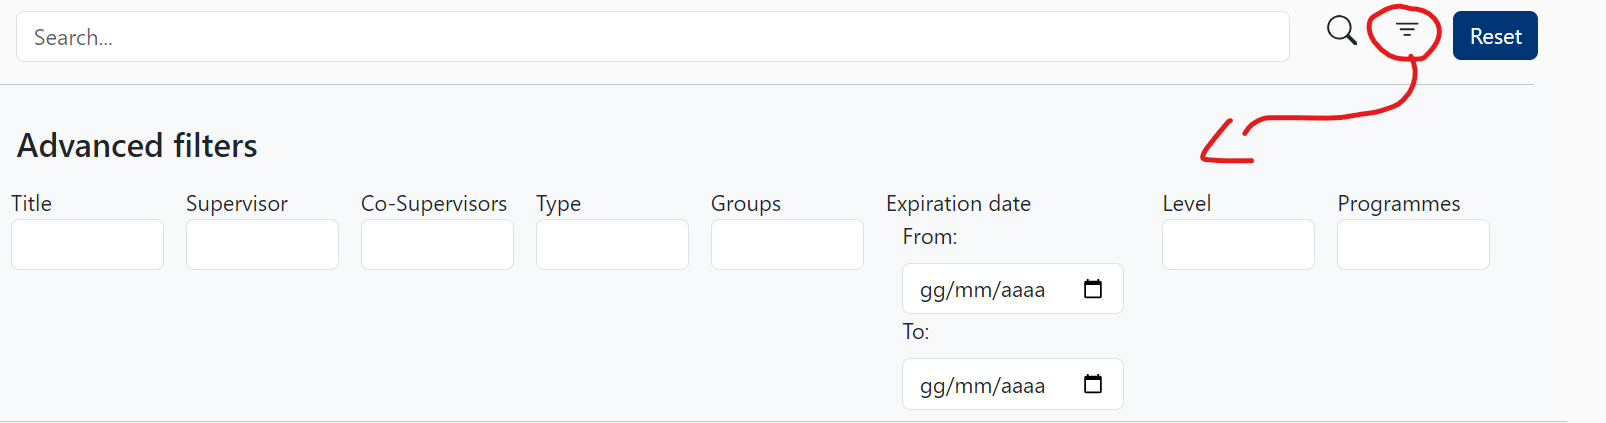 Search...
Reset
Advanced filters
Title Supervisor Co-Supervisors Type Groups Expiration date Level Programmes
From:
gg/mm/aaaa
To:
gg/mm/aaaa